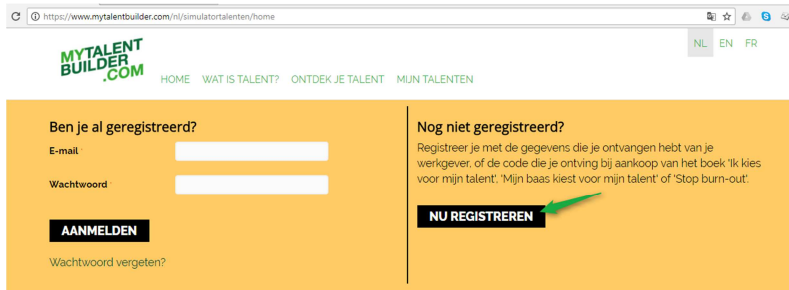 https://www.mytalentbuilder.com/nl/simulatortalenten/home
NL EN FR
MYTALENT
BUILDER
.COM
HOME WAT IS TALENT? ONTDEK JE TALENT MIJN TALENTEN
Ben je al geregistreerd?
E-mail
Wachtwoord
AANMELDEN
Wachtwoord vergeten?
Nog niet geregistreerd?
Registreer je met de gegevens die je ontvangen hebt van je
werkgever, of de code die je ontving bij aankoop van het boek 'Ik kies
voor mijn talent', 'Mijn baas kiest voor mijn talent' of 'Stop burn-out'.
NU REGISTREREN